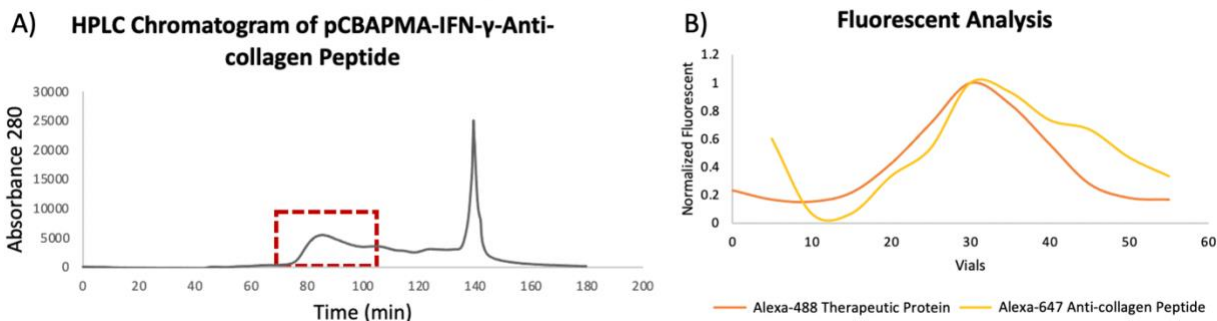 A)
HPLC Chromatogram of pCBAPMA-IFN-γ-Anti-
collagen Peptide
Absorbance 280
30000
25000
20000
15000
10000
5000
0
0 20 40 60 80 100 120 140 160 180 200
Time (min)
B)
Fluorescent Analysis
Normalized Fluorescent
1.2
1
0.8
0.6
0.4
0.2
0
0 10 20 30 40 50 60
Vials
Alexa-488 Therapeutic Protein Alexa-647 Anti-collagen Peptide